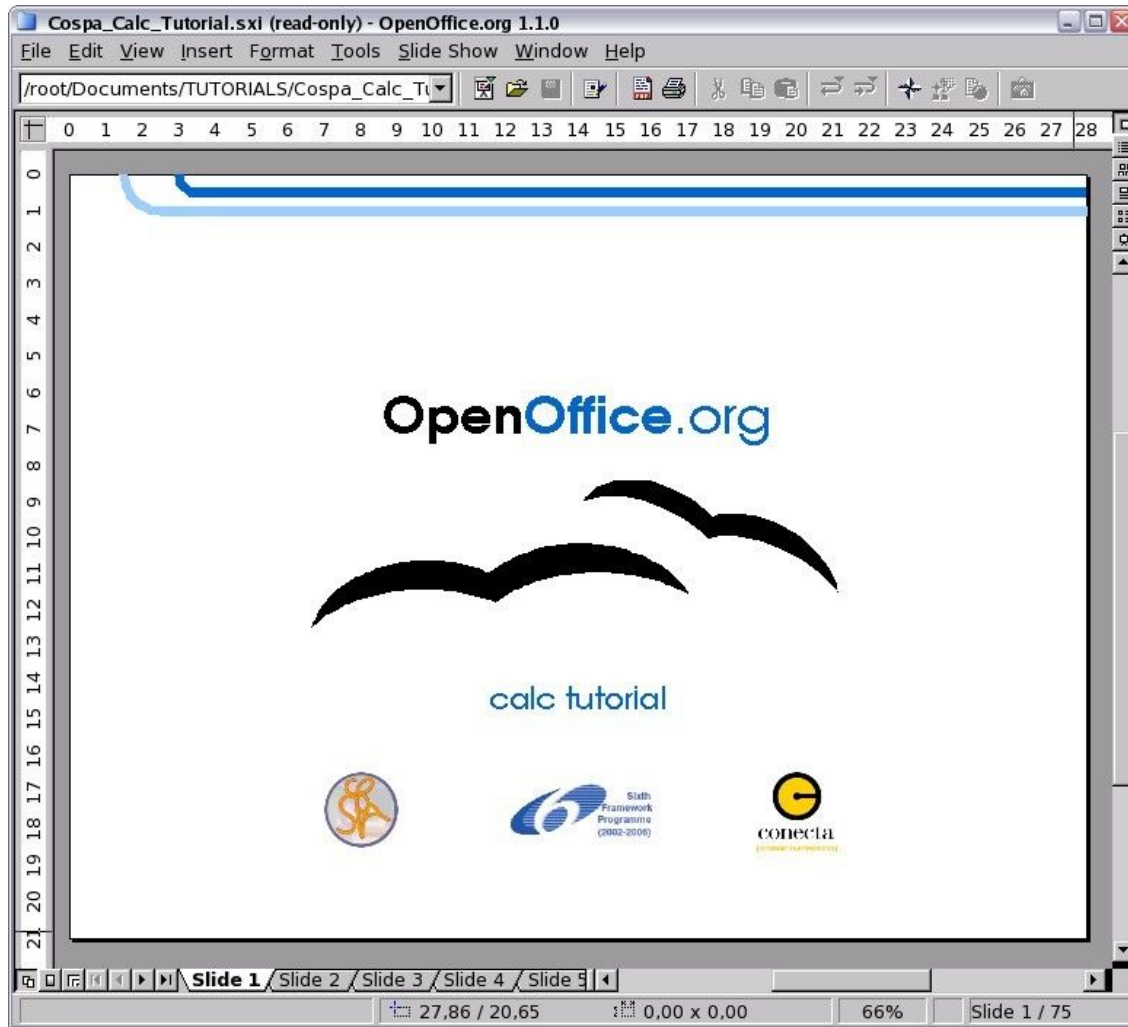 Cospa_Calc_Tutorial.sxi (read-only) - OpenOffice.org 1.1.0
File Edit View Insert Format Tools Slide Show Window Help
/root/Documents/TUTORIALS/Cospa_Calc_Tu
0 1 2 3 4 5 6 7 8 9 10 11 12 13 14 15 16 17 18 19 20 21 22 23 24 25 26 27 28
0
1
2
3
4
5
6
7
8
9
10
11
12
13
14
15
16
17
18
19
20
21
OpenOffice.org
calc tutorial
Sixth
Framework
Programme
(2002-2006)
conecta
Slide 1 Slide 2 Slide 3 Slide 4 Slide 5
27,86 / 20,65 0,00 x 0,00 66% Slide 1 / 75